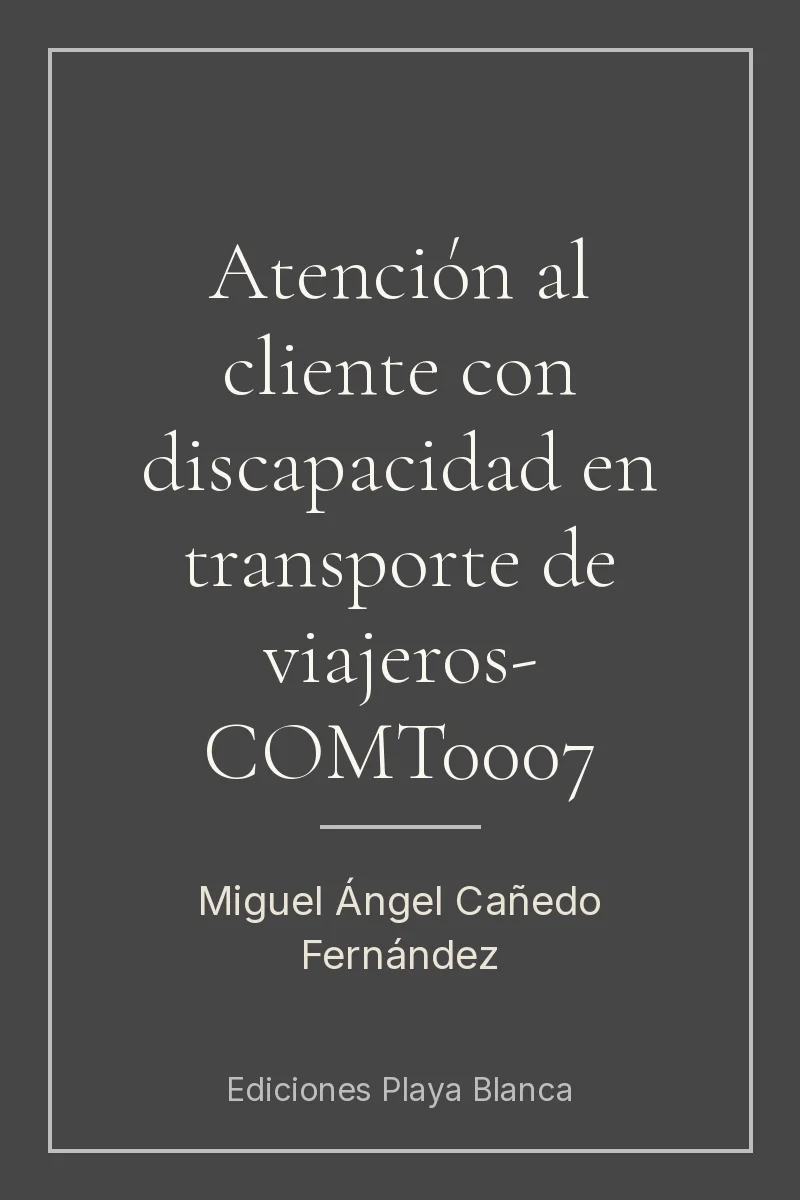 Atención al
cliente con
discapacidad en
transporte de
viajeros-
COMT0007
Miguel Ángel Cañedo
Fernández
Ediciones Playa Blanca